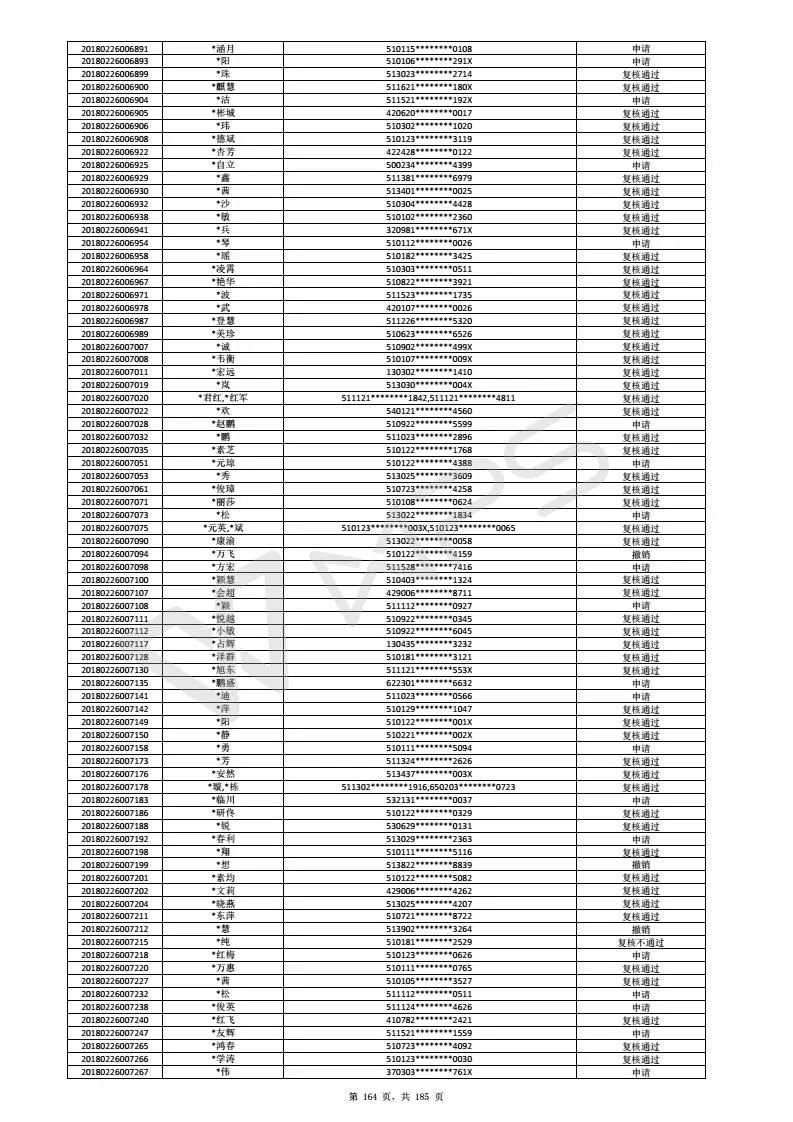 20180226006891 *涵月 510115********0108 申请
20180226006893 *阳 510106********291X 申请
20180226006899 *珠 513023********2714 复核通过
20180226006900 *麒慧 511621********180X 复核通过
20180226006904 *洁 511521********192X 申请
20180226006905 *彬城 420620********0017 复核通过
20180226006906 *玮 510302********1020 复核通过
20180226006908 *德斌 510123********3119 复核通过
20180226006922 *杏芳 422428********0122 复核通过
20180226006925 *自立 500234********4399 申请
20180226006929 *鑫 511381********6979 复核通过
20180226006930 *茜 513401********0025 复核通过
20180226006932 *沙 510304********4428 复核通过
20180226006938 *敏 510102********2360 复核通过
20180226006941 *兵 320981********671X 复核通过
20180226006954 *琴 510112********0026 申请
20180226006958 *瑶 510182********3425 复核通过
20180226006964 *凌霄 510303********0511 复核通过
20180226006967 *艳华 510822********3921 复核通过
20180226006971 *波 511523********1735 复核通过
20180226006978 *武 420107********0026 复核通过
20180226006987 *登慧 511226********5320 复核通过
20180226006989 *美珍 510623********6526 复核通过
20180226007007 *诚 510902********499X 复核通过
20180226007008 *韦衡 510107********009X 复核通过
20180226007011 *宏远 130302********1410 复核通过
20180226007019 *岚 513030********004X 复核通过
20180226007020 *君红,*红军 511121********1842,511121********4811 复核通过
20180226007022 *欢 540121********4560 复核通过
20180226007028 *赵鹏 510922********5599 申请
20180226007032 *鹏 511023********2896 复核通过
20180226007035 *素芝 510122********1768 复核通过
20180226007051 *元琼 510122********4388 申请
20180226007053 *秀 513025********3609 复核通过
20180226007061 *俊璋 510723********4258 复核通过
20180226007071 *丽莎 510108********0624 复核通过
20180226007073 *松 513022********1834 申请
20180226007075 *元英,*斌 510123********003X,510123********0065 复核通过
20180226007090 *康渝 513022********0058 复核通过
20180226007094 *万飞 510122********4159 撤销
20180226007098 *方宏 511528********7416 申请
20180226007100 *颖慧 510403********1324 复核通过
20180226007107 *会超 429006********8711 复核通过
20180226007108 *颖 511112********0927 申请
20180226007111 *悦越 510922********0345 复核通过
20180226007112 *小敏 510922********6045 复核通过
20180226007117 *占辉 130435********3232 复核通过
20180226007128 *泽群 510181********3121 复核通过
20180226007130 *旭东 511121********553X 复核通过
20180226007135 *鹏盛 622301********6632 申请
20180226007141 *迪 511023********0566 申请
20180226007142 *萍 510129********1047 复核通过
20180226007149 *阳 510122********001X 复核通过
20180226007150 *静 510221********002X 复核通过
20180226007158 *勇 510111********5094 申请
20180226007173 *芳 511324********2626 复核通过
20180226007176 *安然 513437********003X 复核通过
20180226007178 *璇,*栋 511302********1916,650203********0723 复核通过
20180226007183 *临川 532131********0037 申请
20180226007186 *研佟 510122********0329 复核通过
20180226007188 *锐 530629********0131 复核通过
20180226007192 *春利 513029********2363 申请
20180226007198 *翔 510111********5116 复核通过
20180226007199 *想 513822********8839 撤销
20180226007201 *素均 510122********5082 复核通过
20180226007202 *文莉 429006********4262 复核通过
20180226007204 *晓燕 513025********4207 复核通过
20180226007211 *东萍 510721********8722 复核通过
20180226007212 *慧 513902********3264 撤销
20180226007215 *纯 510181********2529 复核不通过
20180226007218 *红梅 510123********0626 申请
20180226007220 *万惠 510111********0765 复核通过
20180226007227 *茜 510105********3527 复核通过
20180226007232 *松 511112********0511 申请
20180226007238 *俊英 511124********4626 申请
20180226007240 *红飞 410782********2421 复核通过
20180226007247 *友辉 511521********1559 申请
20180226007265 *鸿春 510723********4092 复核通过
20180226007266 *学涛 510123********0030 复核通过
20180226007267 *伟 370303********761X 申请
第 164 页，共 185 页